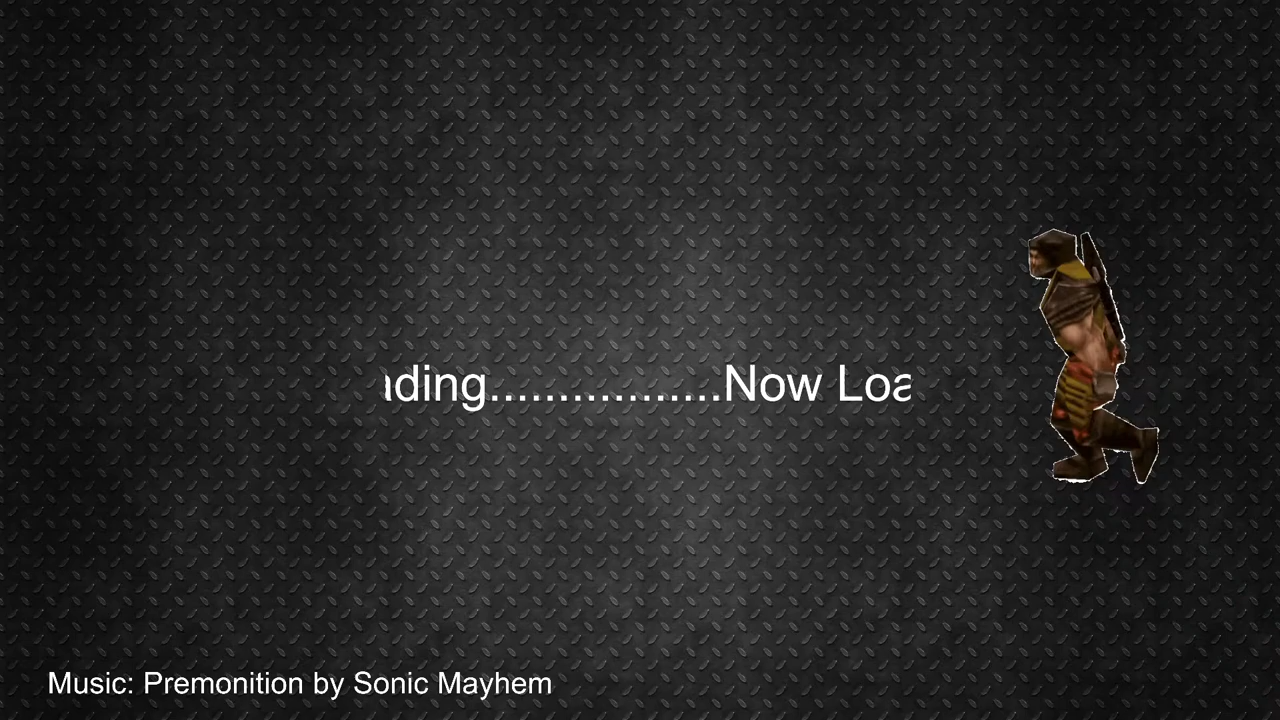 ading.................Now Loa
Music: Premonition by Sonic Mayhem